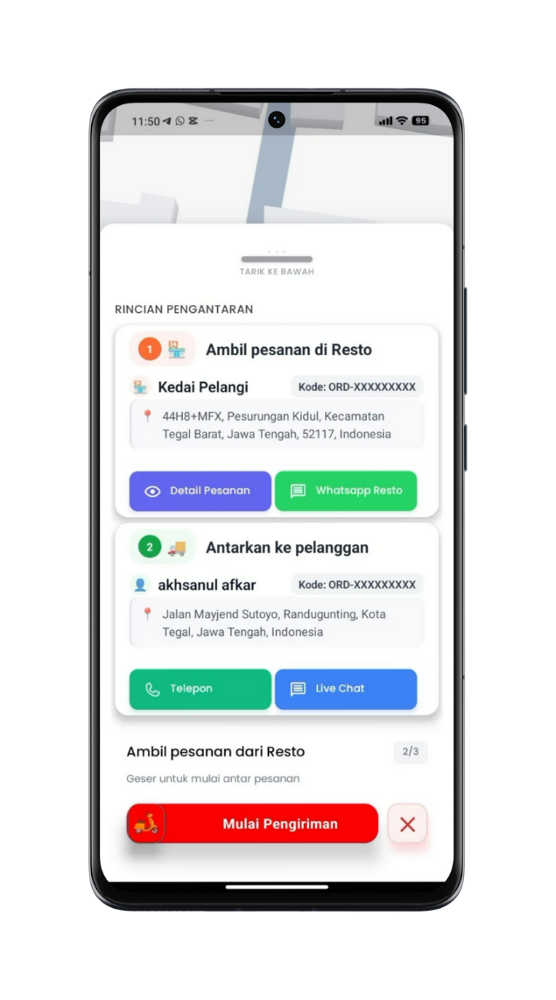 11:50
95
TARIK KE BAWAH
RINCIAN PENGANTARAN
1 Ambil pesanan di Resto
Kedai Pelangi Kode: ORD-XXXXXXXXX
44H8+MFX, Pesurungan Kidul, Kecamatan
Tegal Barat, Jawa Tengah, 52117, Indonesia
Detail Pesanan Whatsapp Resto
2 Antarkan ke pelanggan
akhsanul afkar Kode: ORD-XXXXXXXXX
Jalan Mayjend Sutoyo, Randugunting, Kota
Tegal, Jawa Tengah, Indonesia
Telepon Live Chat
Ambil pesanan dari Resto 2/3
Geser untuk mulai antar pesanan
Mulai Pengiriman